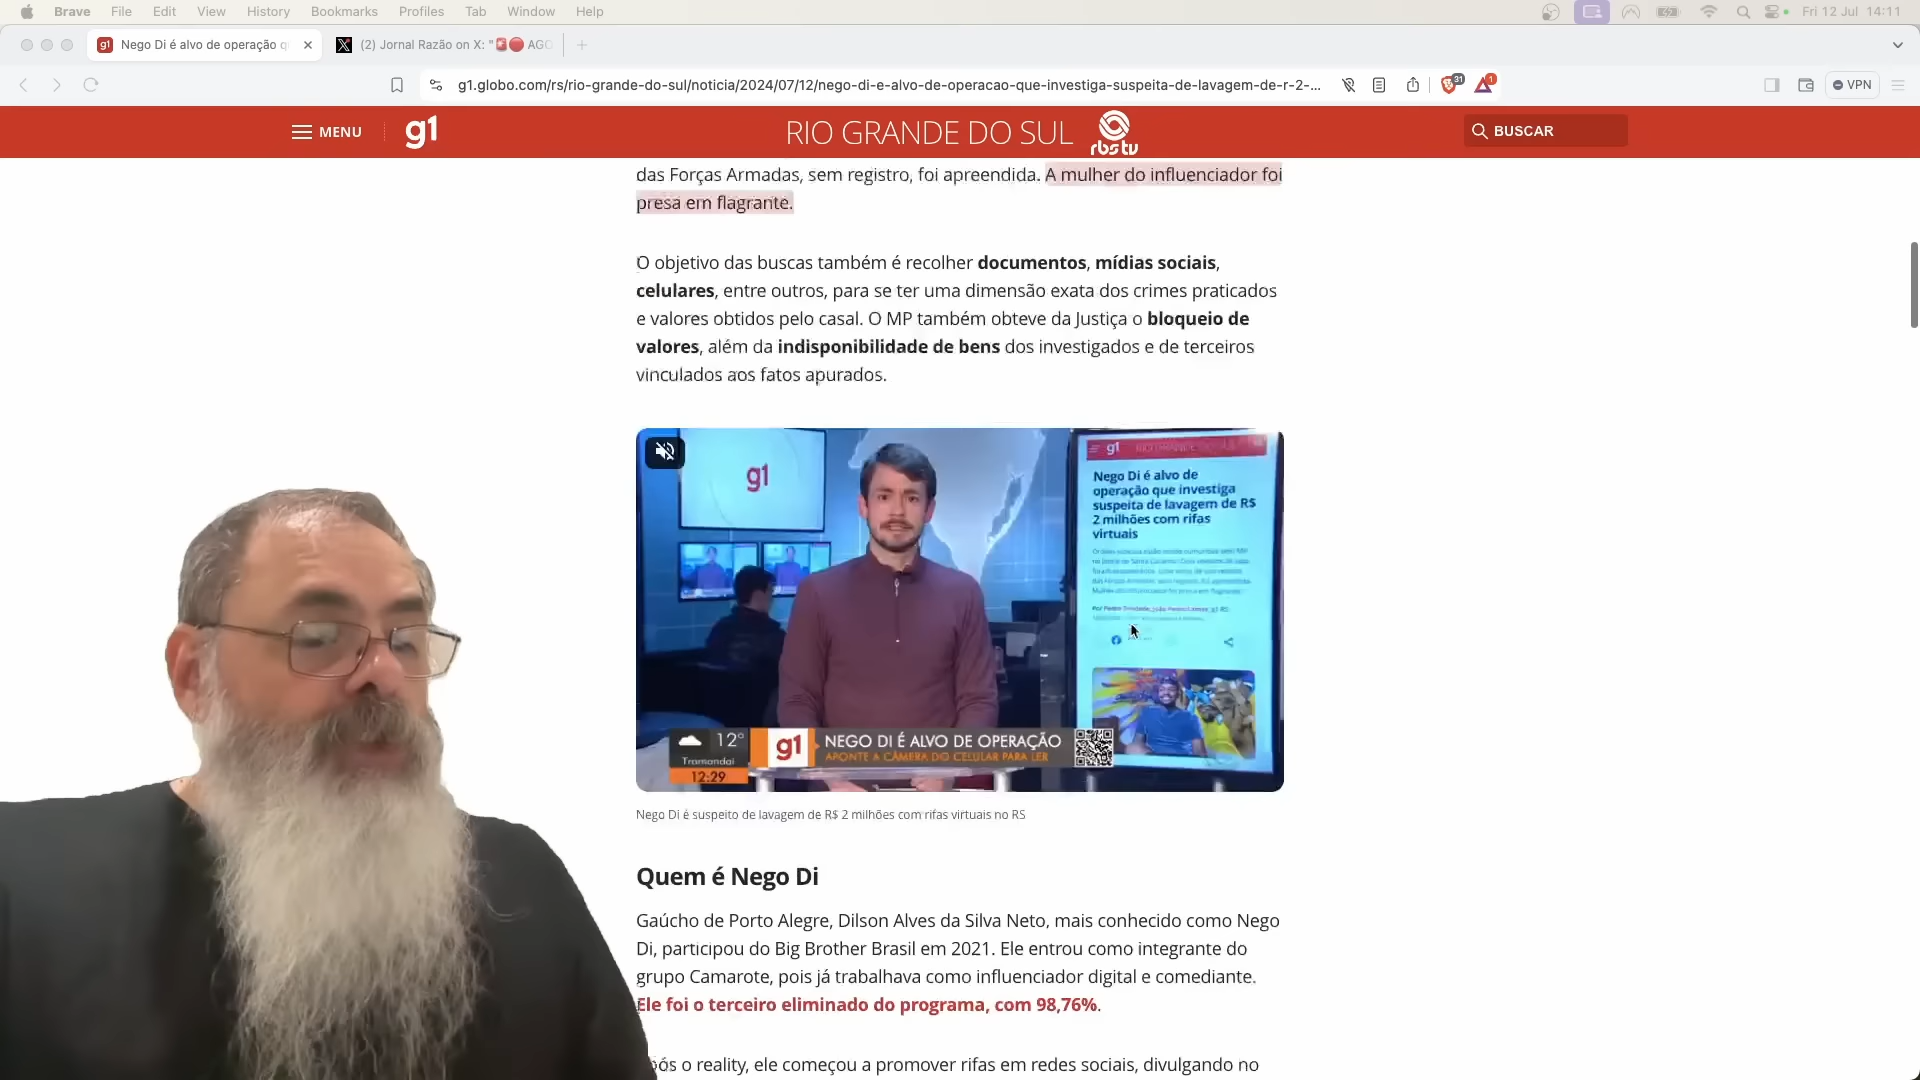 Brave File Edit View History Bookmarks Profiles Tab Window Help Fri 12 Jul 14:11
g1 Nego Di é alvo de operação q
(2) Jornal Razão on X: "🚨🔴 AGO
g1.globo.com/rs/rio-grande-do-sul/noticia/2024/07/12/nego-di-e-alvo-de-operacao-que-investiga-suspeita-de-lavagem-de-r-2-...
31
1
VPN
MENU g1 RIO GRANDE DO SUL rbs tv BUSCAR
das Forças Armadas, sem registro, foi apreendida. A mulher do influenciador foi
presa em flagrante.
O objetivo das buscas também é recolher documentos, mídias sociais,
celulares, entre outros, para se ter uma dimensão exata dos crimes praticados
e valores obtidos pelo casal. O MP também obteve da Justiça o bloqueio de
valores, além da indisponibilidade de bens dos investigados e de terceiros
vinculados aos fatos apurados.
g1
g1 RIO GRANDE DO SUL
Nego Di é alvo de
operação que investiga
suspeita de lavagem de R$
2 milhões com rifas
virtuais
12°
Tramandaí
12:29
g1
NEGO DI É ALVO DE OPERAÇÃO
APONTE A CÂMERA DO CELULAR PARA LER
Nego Di é suspeito de lavagem de R$ 2 milhões com rifas virtuais no RS
Quem é Nego Di
Gaúcho de Porto Alegre, Dilson Alves da Silva Neto, mais conhecido como Nego
Di, participou do Big Brother Brasil em 2021. Ele entrou como integrante do
grupo Camarote, pois já trabalhava como influenciador digital e comediante.
Ele foi o terceiro eliminado do programa, com 98,76%.
o reality, ele começou a promover rifas em redes sociais, divulgando no